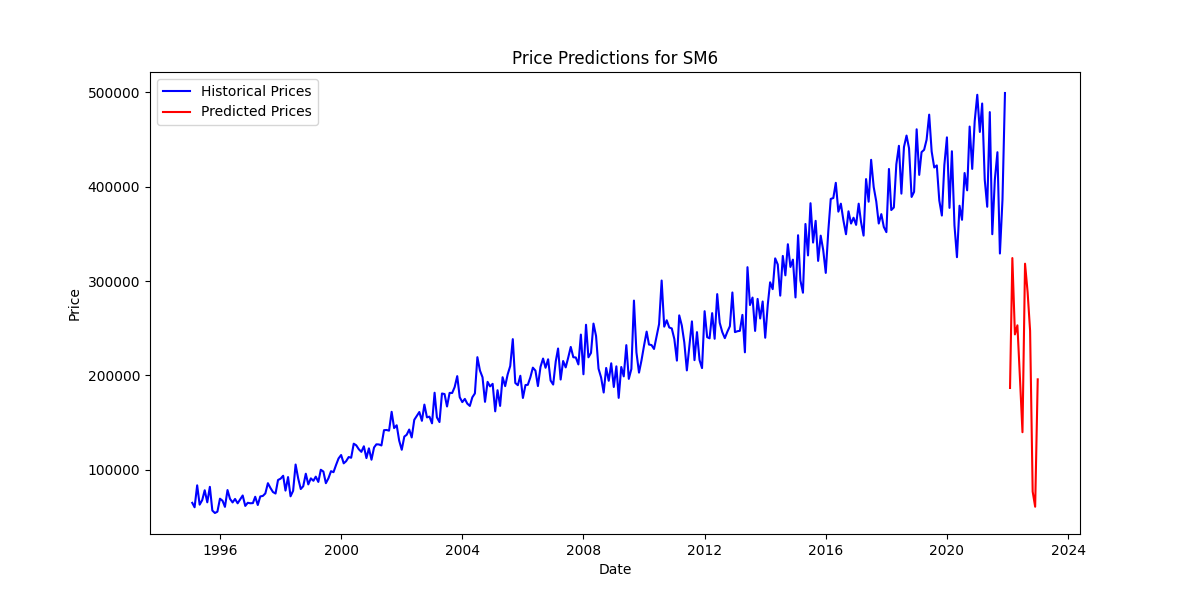 Price Predictions for SM6
Historical Prices
Predicted Prices
500000
400000
300000
200000
100000
Price
1996 2000 2004 2008 2012 2016 2020 2024
Date